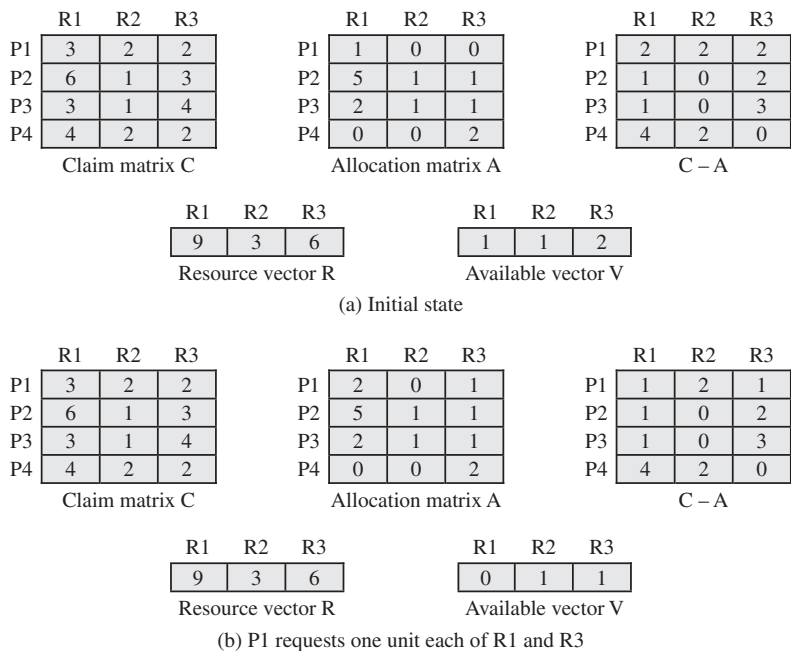 R1 R2 R3 R1 R2 R3 R1 R2 R3
P1 3 2 2 P1 1 0 0 P1 2 2 2
P2 6 1 3 P2 5 1 1 P2 1 0 2
P3 3 1 4 P3 2 1 1 P3 1 0 3
P4 4 2 2 P4 0 0 2 P4 4 2 0
Claim matrix C Allocation matrix A C – A
R1 R2 R3 R1 R2 R3
9 3 6 1 1 2
Resource vector R Available vector V
(a) Initial state
R1 R2 R3 R1 R2 R3 R1 R2 R3
P1 3 2 2 P1 2 0 1 P1 1 2 1
P2 6 1 3 P2 5 1 1 P2 1 0 2
P3 3 1 4 P3 2 1 1 P3 1 0 3
P4 4 2 2 P4 0 0 2 P4 4 2 0
Claim matrix C Allocation matrix A C – A
R1 R2 R3 R1 R2 R3
9 3 6 0 1 1
Resource vector R Available vector V
(b) P1 requests one unit each of R1 and R3